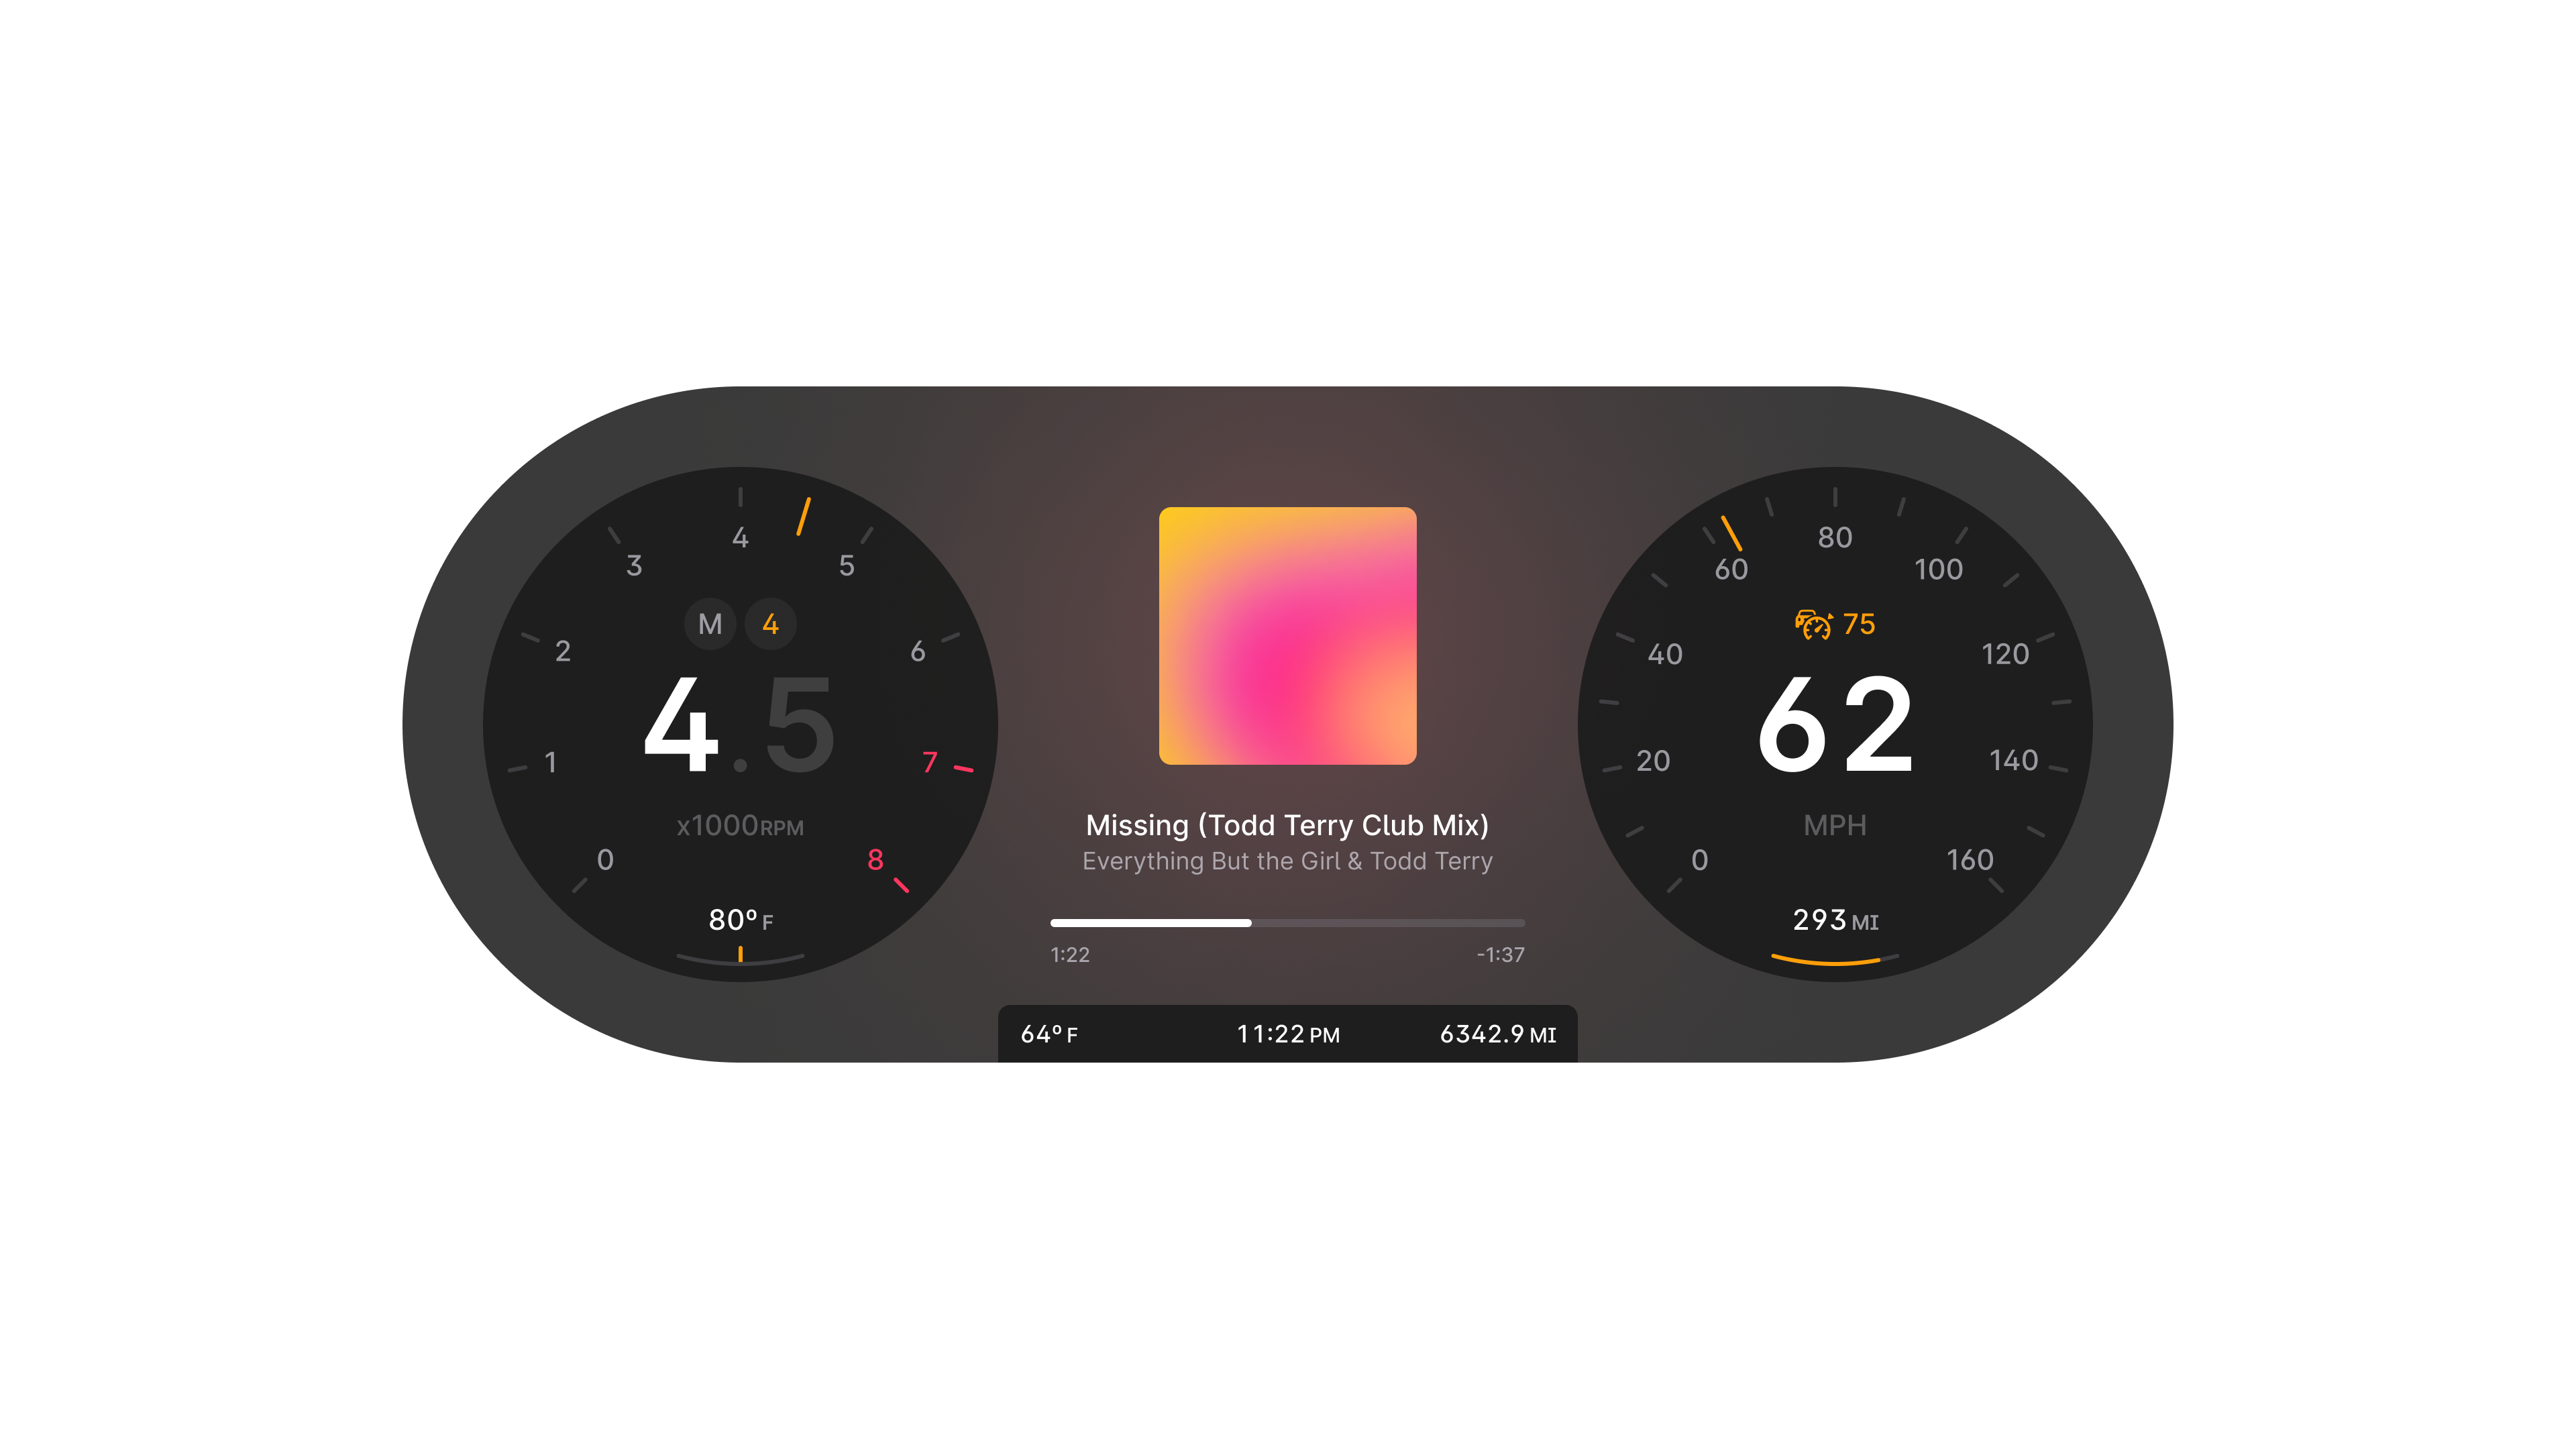 4
3
5
M 4
2
6
4.5
1
7
x1000RPM
0
8
80º F
Missing (Todd Terry Club Mix)
Everything But the Girl & Todd Terry
1:22
-1:37
64º F
11:22 PM
6342.9 MI
80
60
100
75
40
120
62
20
140
MPH
0
160
293 MI